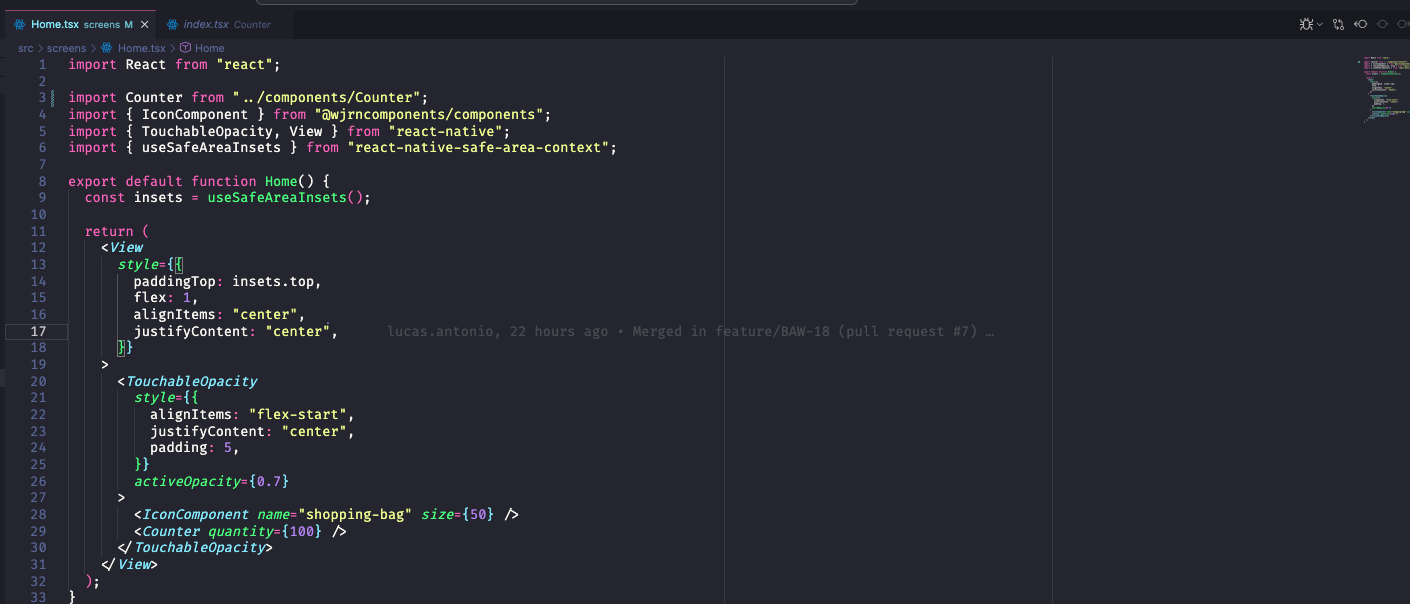 Home.tsx screens M
index.tsx Counter
src > screens > Home.tsx > Home
1 import React from "react";
2
3 import Counter from "../components/Counter";
4 import { IconComponent } from "@wjrncomponents/components";
5 import { TouchableOpacity, View } from "react-native";
6 import { useSafeAreaInsets } from "react-native-safe-area-context";
7
8 export default function Home() {
9 const insets = useSafeAreaInsets();
10
11 return (
12 <View
13 style={{
14 paddingTop: insets.top,
15 flex: 1,
16 alignItems: "center",
17 justifyContent: "center", lucas.antonio, 22 hours ago • Merged in feature/BAW-18 (pull request #7) …
18 }}
19 >
20 <TouchableOpacity
21 style={{
22 alignItems: "flex-start",
23 justifyContent: "center",
24 padding: 5,
25 }}
26 activeOpacity={0.7}
27 >
28 <IconComponent name="shopping-bag" size={50} />
29 <Counter quantity={100} />
30 </TouchableOpacity>
31 </View>
32 );
33 }